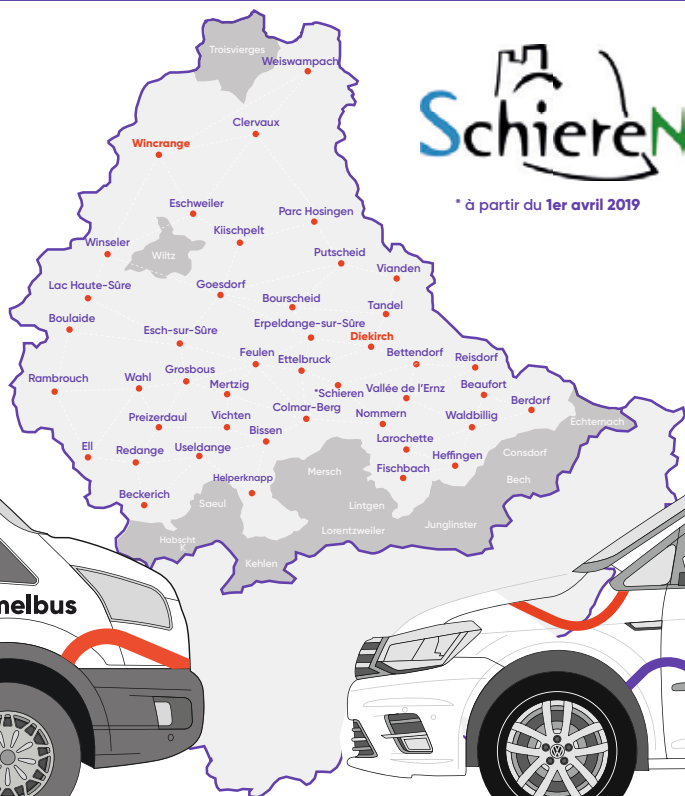 Troisvierges
Weiswampach
Clervaux
Wincrange
SchiereN
* à partir du 1er avril 2019
Eschweiler
Parc Hosingen
Kiischpelt
Winseler
Wiltz
Putscheid
Vianden
Lac Haute-Sûre
Goesdorf
Bourscheid
Tandel
Boulaide
Esch-sur-Sûre
Erpeldange-sur-Sûre
Diekirch
Feulen
Ettelbruck
Bettendorf
Reisdorf
Rambrouch
Wahl
Grosbous
Mertzig
*Schieren
Vallée de l'Ernz
Beaufort
Berdorf
Colmar-Berg
Preizerdaul
Vichten
Nommern
Waldbillig
Echternach
Bissen
Ell
Redange
Useldange
Larochette
Heffingen
Consdorf
Helperknapp
Mersch
Fischbach
Bech
Beckerich
Saeul
Lintgen
Junglinster
Lorentzweiler
Habscht
K
Kehlen
melbus